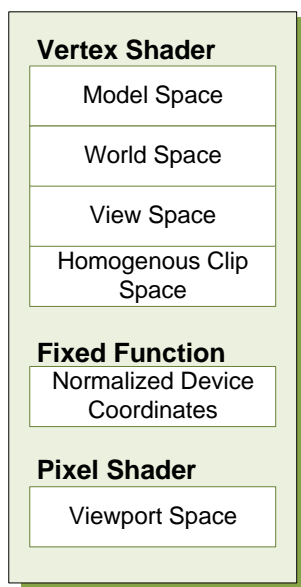 Vertex Shader
Model Space
World Space
View Space
Homogenous Clip
Space
Fixed Function
Normalized Device
Coordinates
Pixel Shader
Viewport Space